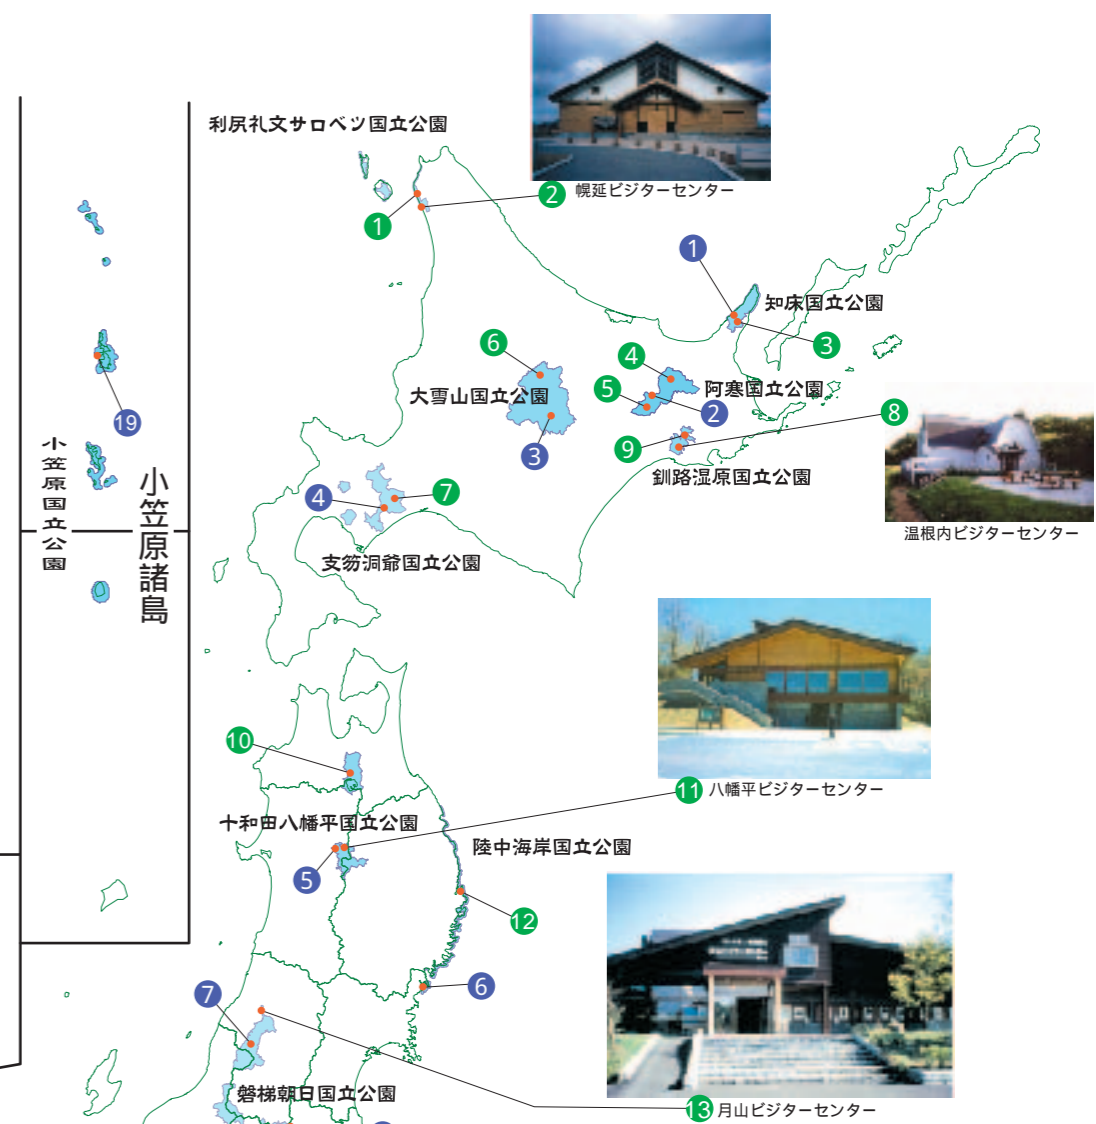 利尻礼文サロベツ国立公園
1
2 幌延ビジターセンター
1
知床国立公園
3
6
4
大雪山国立公園
5
阿寒国立公園
2
8
温根内ビジターセンター
3
9
釧路湿原国立公園
4
7
支笏洞爺国立公園
19
小笠原国立公園
小笠原諸島
10
11 八幡平ビジターセンター
十和田八幡平国立公園
陸中海岸国立公園
5
12
6
7
磐梯朝日国立公園
13 月山ビジターセンター